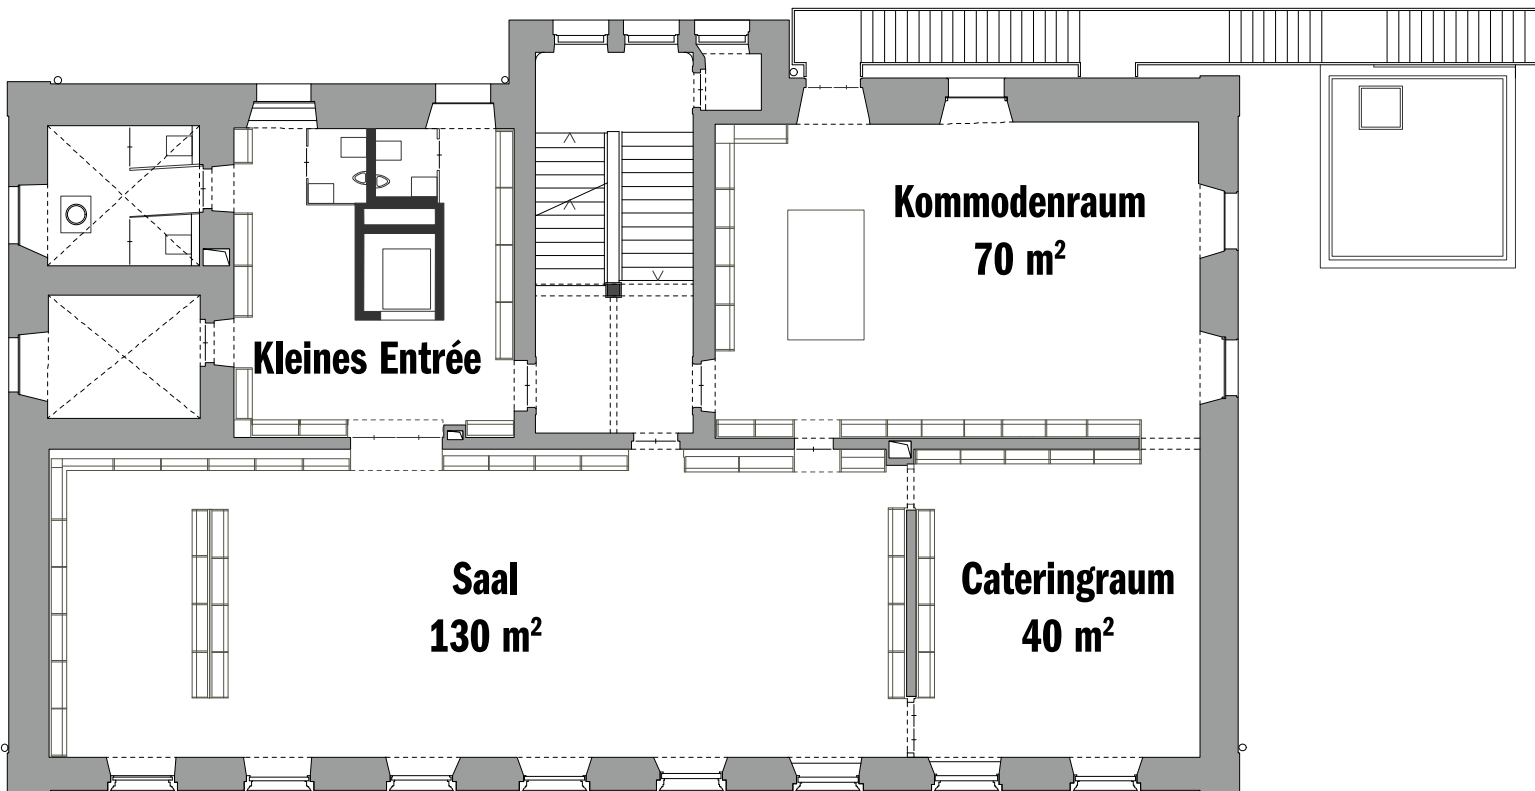 Kommodenraum
70 m²
Kleines Entrée
Saal
130 m²
Cateringraum
40 m²